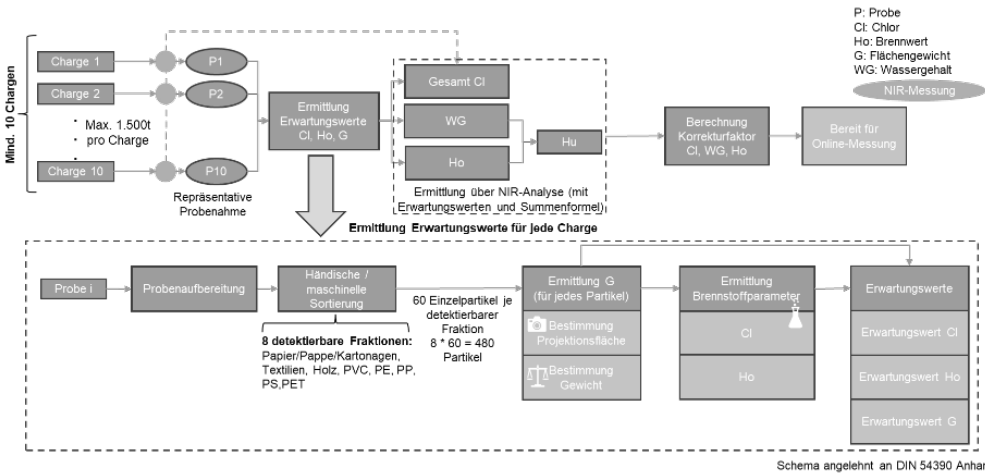 P: Probe
Cl: Chlor
Ho: Brennwert
G: Flächengewicht
WG: Wassergehalt
NIR-Messung
Mind. 10 Chargen
Charge 1
Charge 2
Max. 1.500t
pro Charge
Charge 10
P1
P2
P10
Repräsentative
Probenahme
Ermittlung
Erwartungswerte
Cl, Ho, G
Gesamt Cl
WG
Ho
Hu
Ermittlung über NIR-Analyse (mit
Erwartungswerten und Summenformel)
Berechnung
Korrekturfaktor
Cl, WG, Ho
Bereit für
Online-Messung
Ermittlung Erwartungswerte für jede Charge
Probe i
Probenaufbereitung
Händische /
maschinelle
Sortierung
8 detektierbare Fraktionen:
Papier/Pappe/Kartonagen,
Textilien, Holz, PVC, PE, PP,
PS,PET
60 Einzelpartikel je
detektierbarer
Fraktion
8 * 60 = 480
Partikel
Ermittlung G
(für jedes Partikel)
Bestimmung
Projektionsfläche
Bestimmung
Gewicht
Ermittlung
Brennstoffparameter
Cl
Ho
Erwartungswerte
Erwartungswert Cl
Erwartungswert Ho
Erwartungswert G
Schema angelehnt an DIN 54390 Anhan